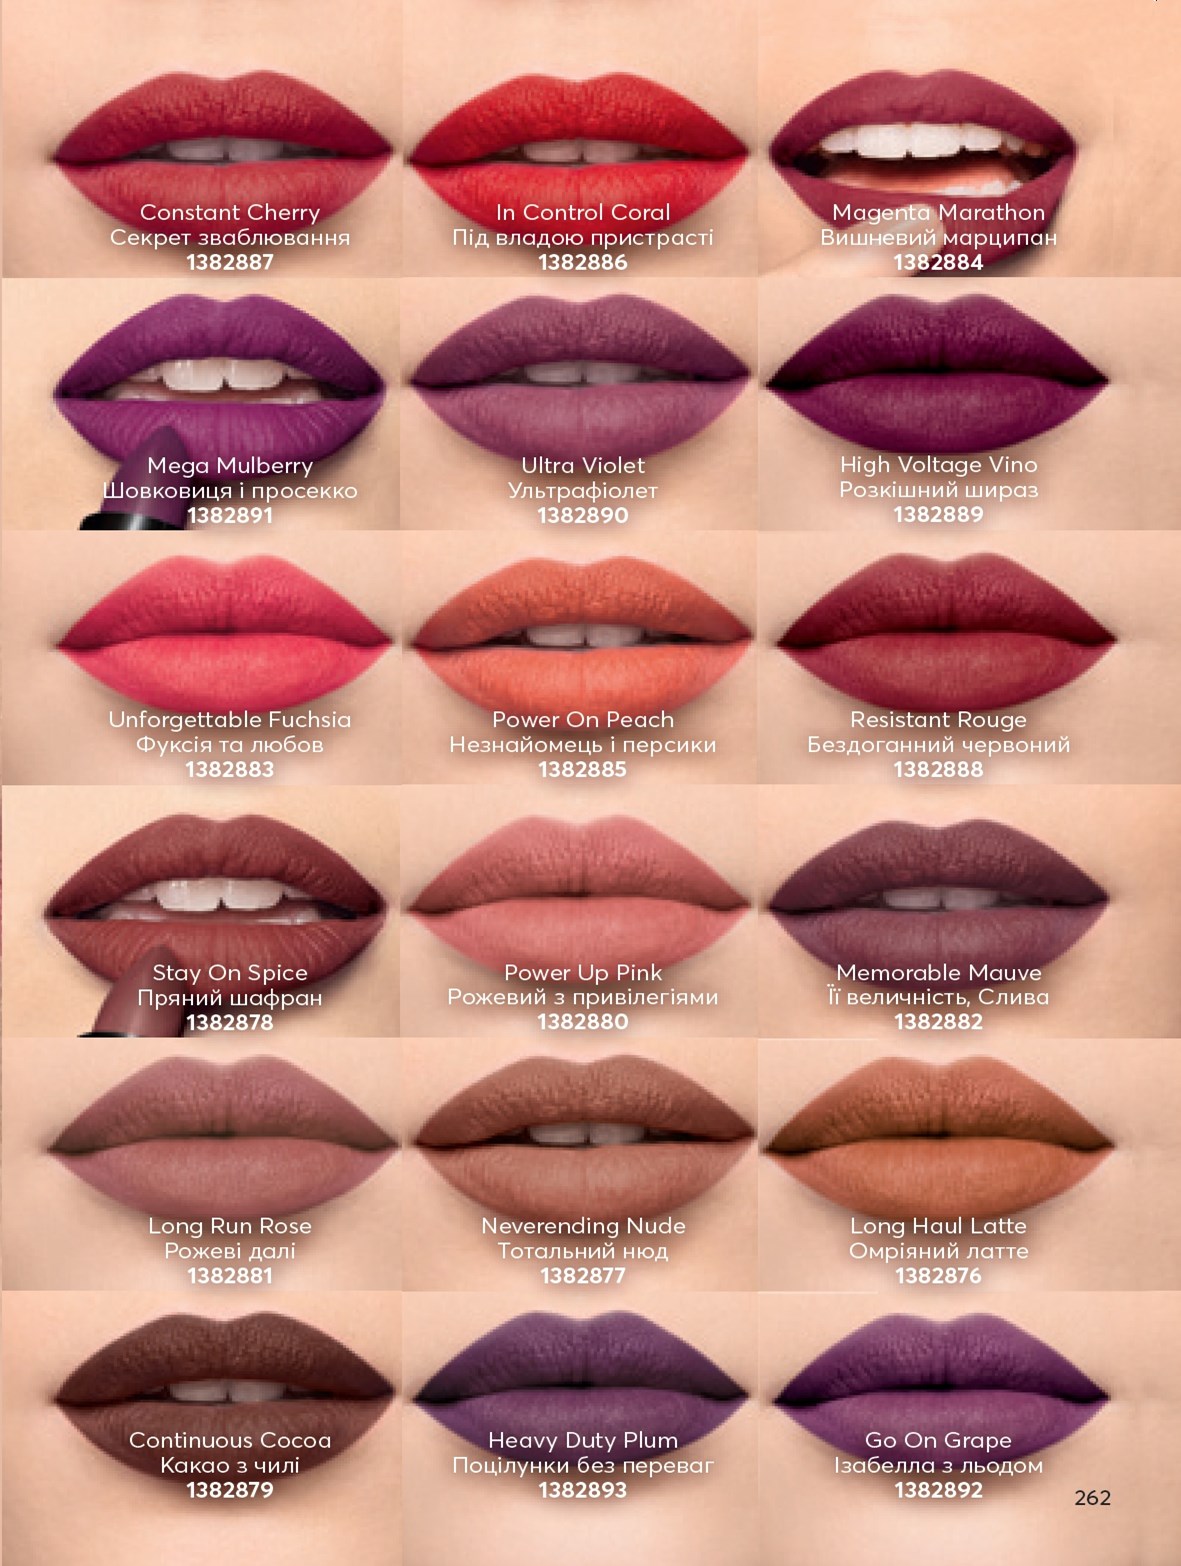 Constant Cherry
Секрет зваблювання
1382887
In Control Coral
Під владою пристрасті
1382886
Magenta Marathon
Вишневий марципан
1382884
Mega Mulberry
Шовковиця і просекко
1382891
Ultra Violet
Ультрафіолет
1382890
High Voltage Vino
Розкішний шираз
1382889
Unforgettable Fuchsia
Фуксія та любов
1382883
Power On Peach
Незнайомець і персики
1382885
Resistant Rouge
Бездоганний червоний
1382888
Stay On Spice
Пряний шафран
1382878
Power Up Pink
Рожевий з привілегіями
1382880
Memorable Mauve
Її величність, Слива
1382882
Long Run Rose
Рожеві далі
1382881
Neverending Nude
Тотальний нюд
1382877
Long Haul Latte
Омріяний латте
1382876
Continuous Cocoa
Какао з чилі
1382879
Heavy Duty Plum
Поцілунки без переваг
1382893
Go On Grape
Ізабелла з льодом
1382892
262